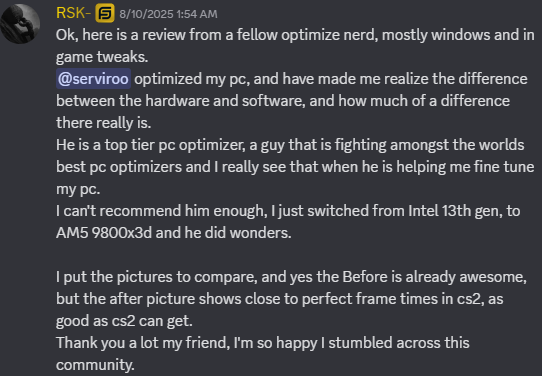 RSK- S 8/10/2025 1:54 AM
Ok, here is a review from a fellow optimize nerd, mostly windows and in
game tweaks.
@serviroo optimized my pc, and have made me realize the difference
between the hardware and software, and how much of a difference
there really is.
He is a top tier pc optimizer, a guy that is fighting amongst the worlds
best pc optimizers and I really see that when he is helping me fine tune
my pc.
I can't recommend him enough, I just switched from Intel 13th gen, to
AM5 9800x3d and he did wonders.
I put the pictures to compare, and yes the Before is already awesome,
but the after picture shows close to perfect frame times in cs2, as
good as cs2 can get.
Thank you a lot my friend, I'm so happy I stumbled across this
community.